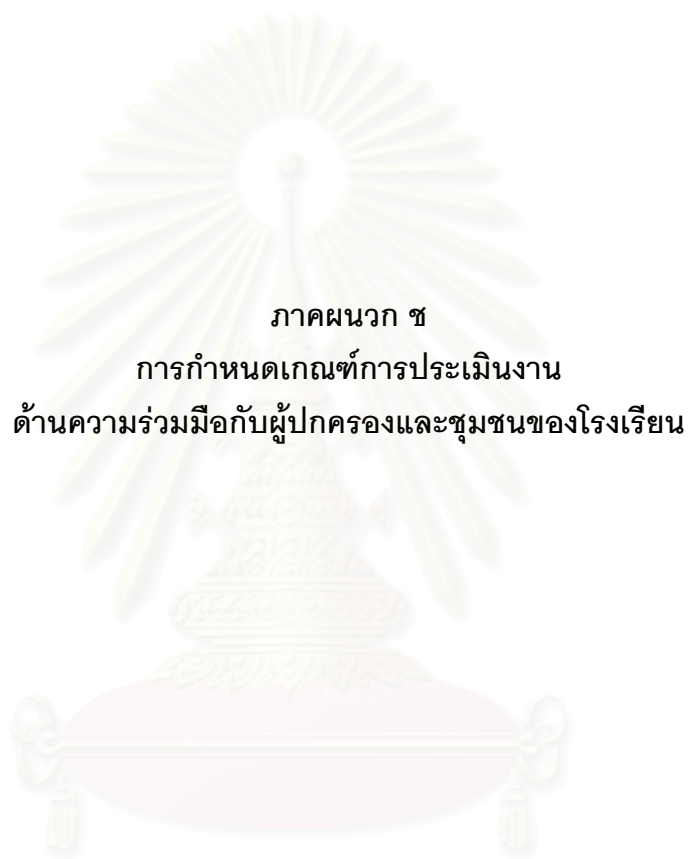 ภาคผนวก ช
การกำหนดเกณฑ์การประเมินงาน
ด้านความร่วมมือกับผู้ปกครองและชุมชนของโรงเรียน